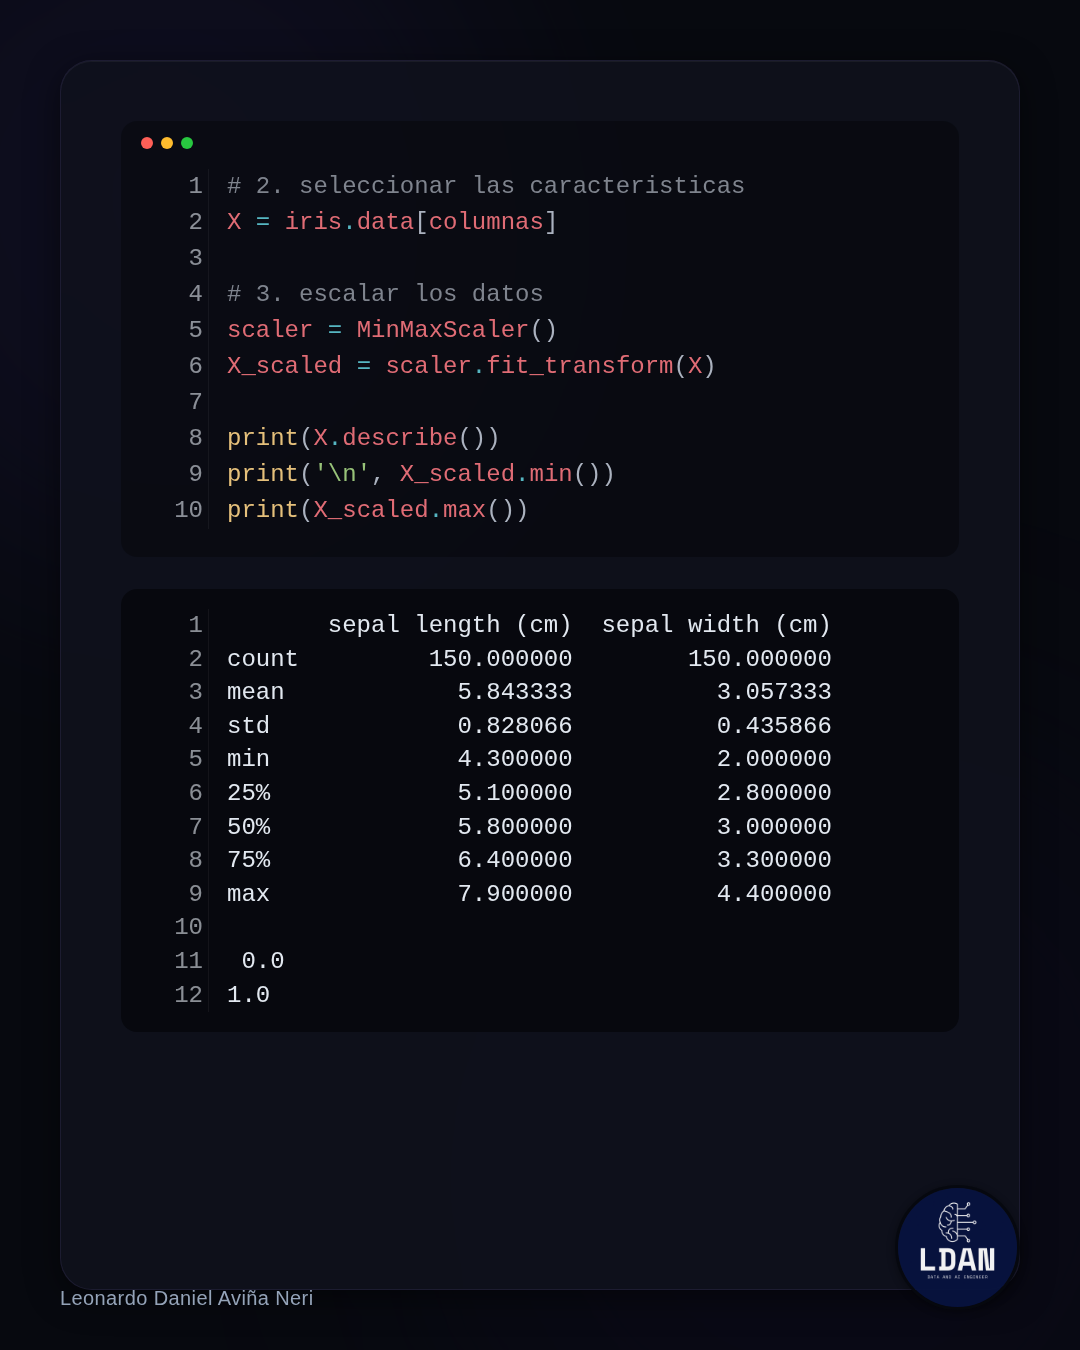 1 # 2. seleccionar las caracteristicas
2 X = iris.data[columnas]
3
4 # 3. escalar los datos
5 scaler = MinMaxScaler()
6 X_scaled = scaler.fit_transform(X)
7
8 print(X.describe())
9 print('\n', X_scaled.min())
10 print(X_scaled.max())
1        sepal length (cm)  sepal width (cm)
2 count         150.000000        150.000000
3 mean            5.843333          3.057333
4 std             0.828066          0.435866
5 min             4.300000          2.000000
6 25%             5.100000          2.800000
7 50%             5.800000          3.000000
8 75%             6.400000          3.300000
9 max             7.900000          4.400000
10
11  0.0
12 1.0
LDAN
DATA AND AI ENGINEER
Leonardo Daniel Aviña Neri